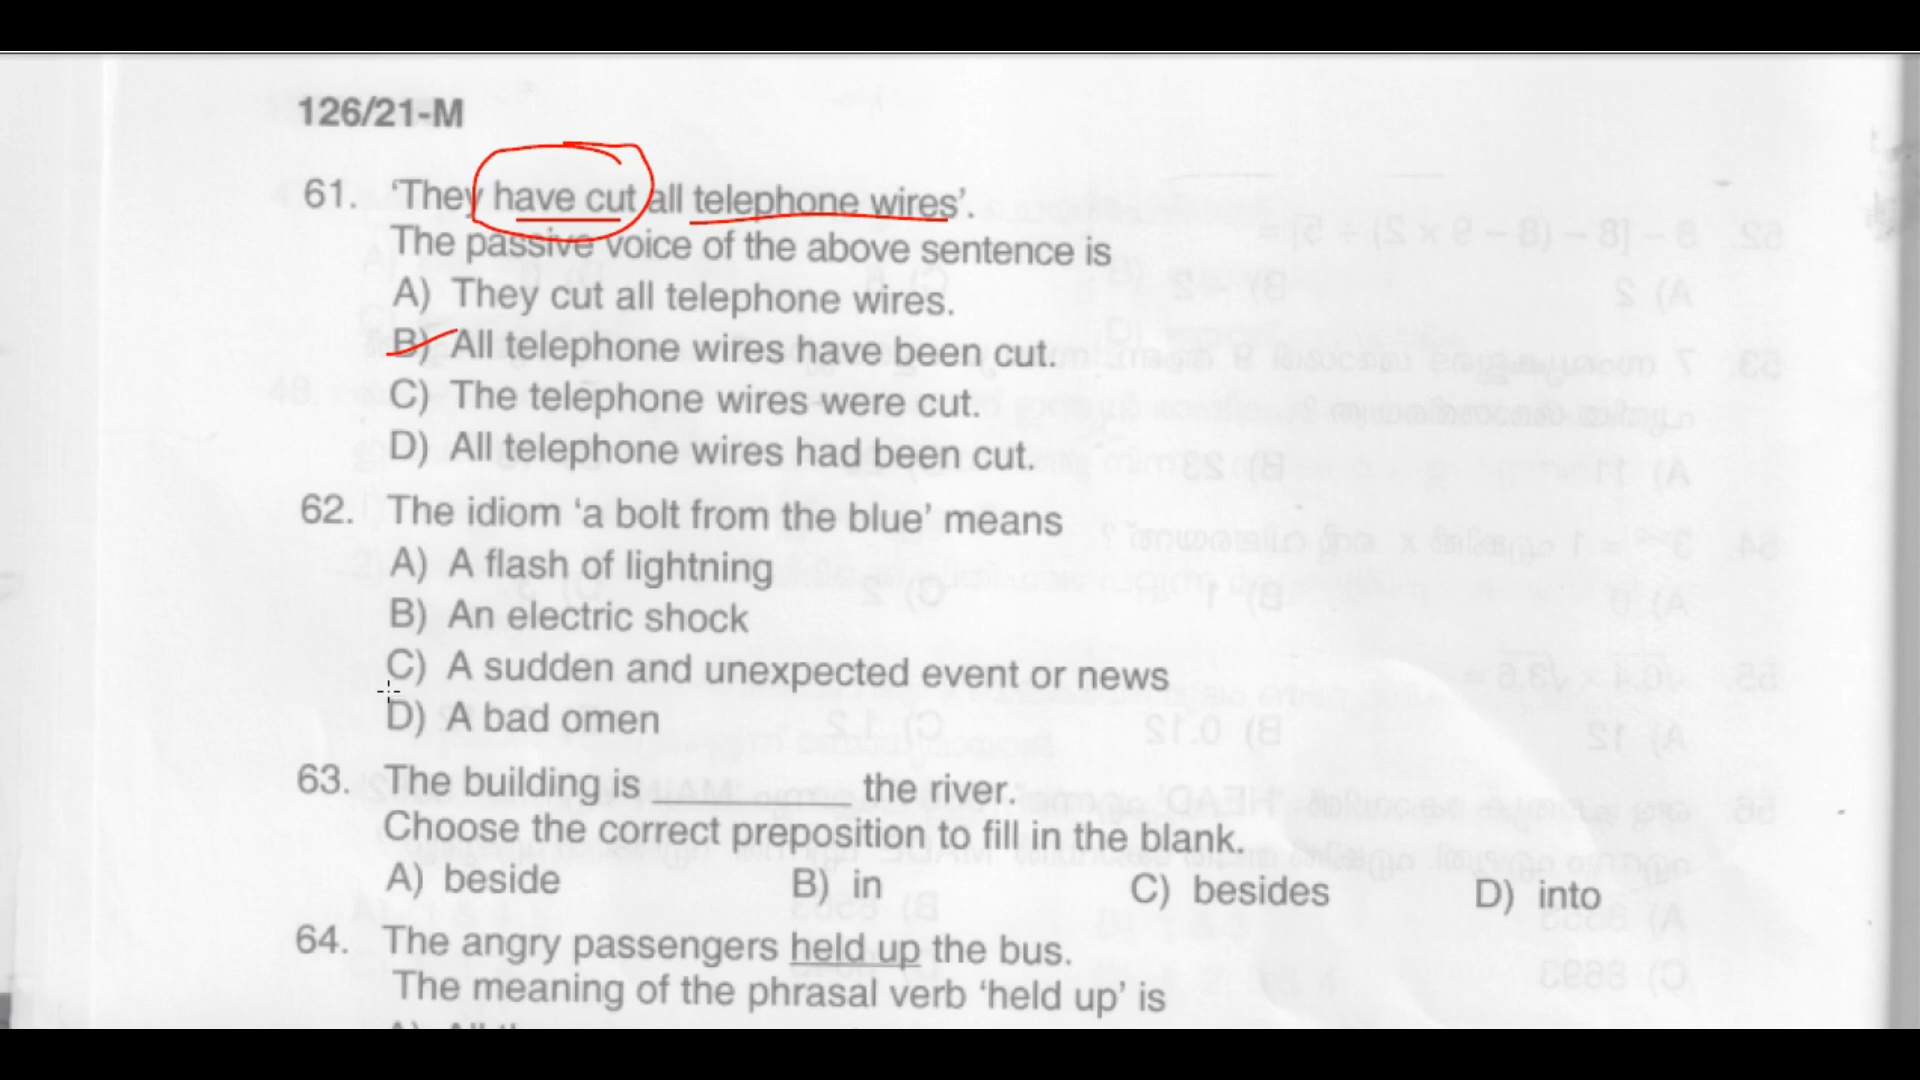 126/21-M
61. 'They have cut all telephone wires'.
The passive voice of the above sentence is
A) They cut all telephone wires.
B) All telephone wires have been cut.
C) The telephone wires were cut.
D) All telephone wires had been cut.
62. The idiom 'a bolt from the blue' means
A) A flash of lightning
B) An electric shock
C) A sudden and unexpected event or news
D) A bad omen
63. The building is ________ the river.
Choose the correct preposition to fill in the blank.
A) beside B) in C) besides D) into
64. The angry passengers held up the bus.
The meaning of the phrasal verb 'held up' is